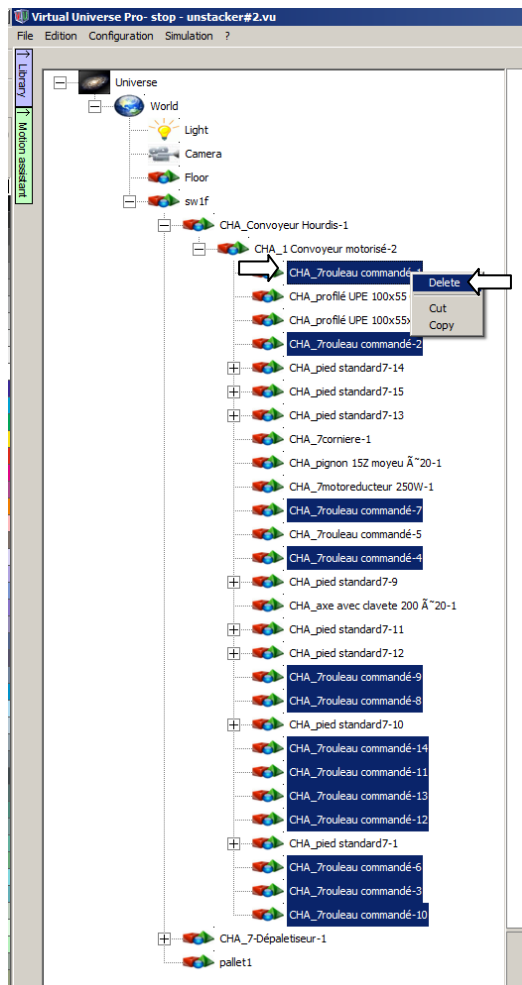 Virtual Universe Pro- stop - unstacker#2.vu
File Edition Configuration Simulation ?
Library
Motion assistant
Universe
World
Light
Camera
Floor
sw1f
CHA_Convoyeur Hourdis-1
CHA_1 Convoyeur motorisé-2
CHA_7rouleau commandé-1
Delete
CHA_profilé UPE 100x55
Cut
CHA_profilé UPE 100x55x
Copy
CHA_7rouleau commandé-2
CHA_pied standard7-14
CHA_pied standard7-15
CHA_pied standard7-13
CHA_7corniere-1
CHA_pignon 15Z moyeu Ã˜20-1
CHA_7motoreducteur 250W-1
CHA_7rouleau commandé-7
CHA_7rouleau commandé-5
CHA_7rouleau commandé-4
CHA_pied standard7-9
CHA_axe avec clavete 200 Ã˜20-1
CHA_pied standard7-11
CHA_pied standard7-12
CHA_7rouleau commandé-9
CHA_7rouleau commandé-8
CHA_pied standard7-10
CHA_7rouleau commandé-14
CHA_7rouleau commandé-11
CHA_7rouleau commandé-13
CHA_7rouleau commandé-12
CHA_pied standard7-1
CHA_7rouleau commandé-6
CHA_7rouleau commandé-3
CHA_7rouleau commandé-10
CHA_7-Dépaletiseur-1
pallet1